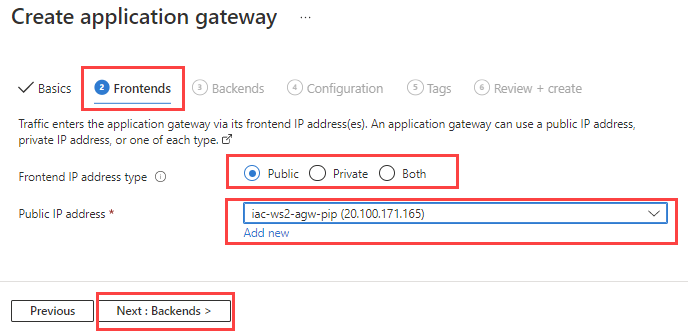 Create application gateway ...
Basics 2 Frontends 3 Backends 4 Configuration 5 Tags 6 Review + create
Traffic enters the application gateway via its frontend IP address(es). An application gateway can use a public IP address,
private IP address, or one of each type.
Frontend IP address type Public Private Both
Public IP address * iac-ws2-agw-pip (20.100.171.165)
Add new
Previous Next : Backends >